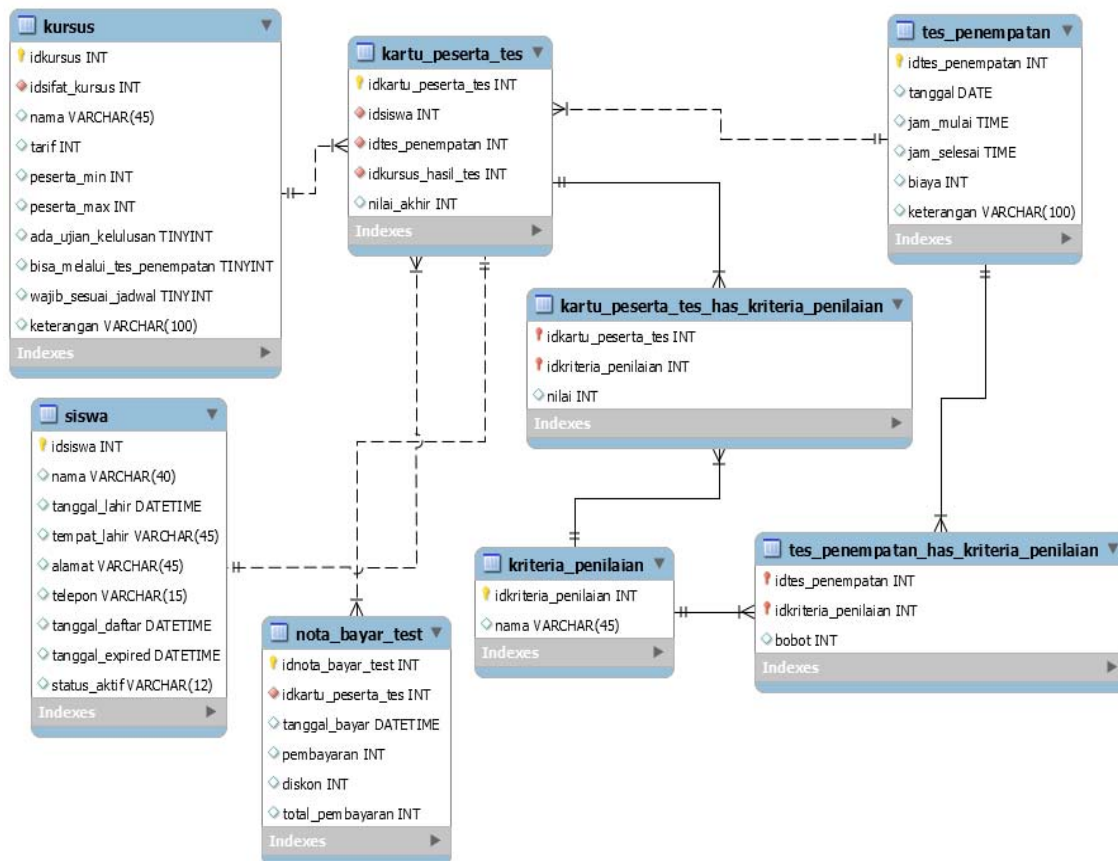 kursus
idkursus INT
idsifat_kursus INT
nama VARCHAR(45)
tarif INT
peserta_min INT
peserta_max INT
ada_ujian_kelulusan TINYINT
bisa_melalui_tes_penempatan TINYINT
wajib_sesuai_jadwal TINYINT
keterangan VARCHAR(100)
Indexes
kartu_peserta_tes
idkartu_peserta_tes INT
idsiswa INT
idtes_penempatan INT
idkursus_hasil_tes INT
nilai_akhir INT
Indexes
tes_penempatan
idtes_penempatan INT
tanggal DATE
jam_mulai TIME
jam_selesai TIME
biaya INT
keterangan VARCHAR(100)
Indexes
kartu_peserta_tes_has_kriteria_penilaian
idkartu_peserta_tes INT
idkriteria_penilaian INT
nilai INT
Indexes
siswa
idsiswa INT
nama VARCHAR(40)
tanggal_lahir DATETIME
tempat_lahir VARCHAR(45)
alamat VARCHAR(45)
telepon VARCHAR(15)
tanggal_daftar DATETIME
tanggal_expired DATETIME
status_aktif VARCHAR(12)
Indexes
nota_bayar_test
idnota_bayar_test INT
idkartu_peserta_tes INT
tanggal_bayar DATETIME
pembayaran INT
diskon INT
total_pembayaran INT
Indexes
kriteria_penilaian
idkriteria_penilaian INT
nama VARCHAR(45)
Indexes
tes_penempatan_has_kriteria_penilaian
idtes_penempatan INT
idkriteria_penilaian INT
bobot INT
Indexes